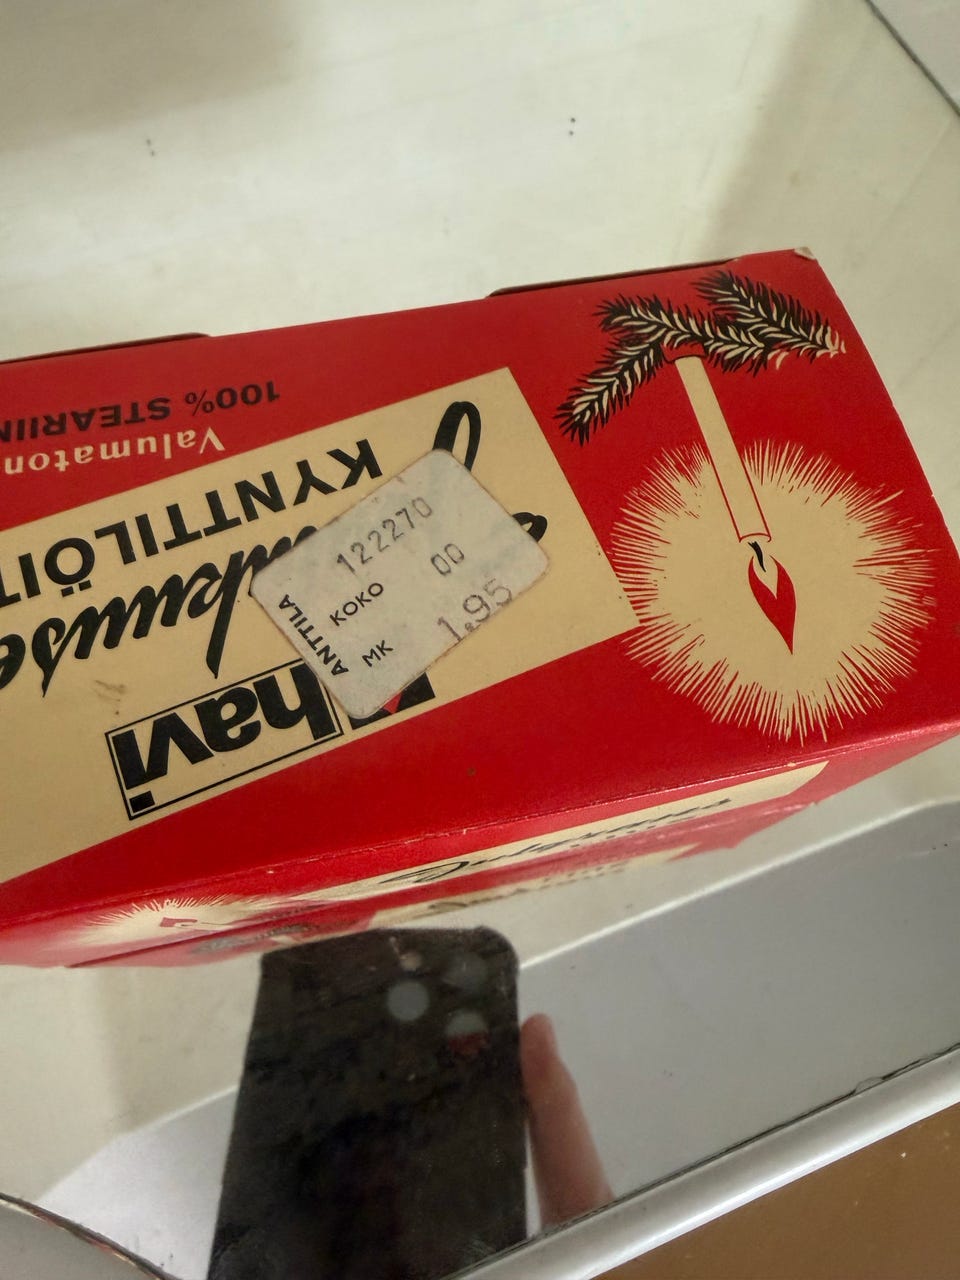 havi
KYNTTILÖIT
Valumaton
100% STEARIIN
122270
ANTTILA
KOKO 00
MK 1.95